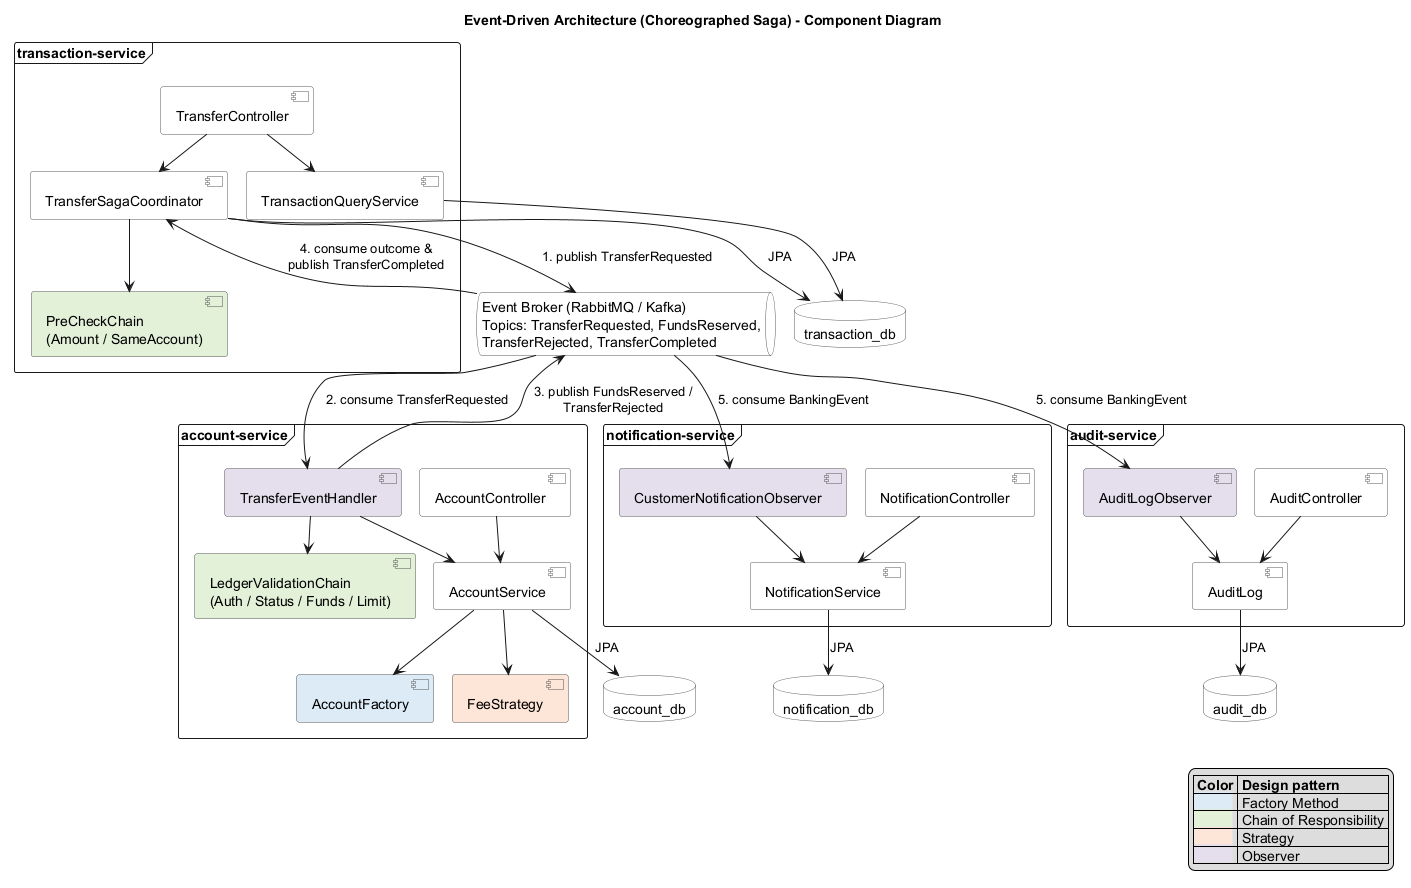 Event-Driven Architecture (Choreographed Saga) - Component Diagram
transaction-service
TransferController
TransferSagaCoordinator
TransactionQueryService
4. consume outcome &
publish TransferCompleted
1. publish TransferRequested
JPA
JPA
PreCheckChain
(Amount / SameAccount)
Event Broker (RabbitMQ / Kafka)
Topics: TransferRequested, FundsReserved,
TransferRejected, TransferCompleted
transaction_db
2. consume TransferRequested
3. publish FundsReserved /
TransferRejected
5. consume BankingEvent
5. consume BankingEvent
account-service
TransferEventHandler
AccountController
LedgerValidationChain
(Auth / Status / Funds / Limit)
AccountService
AccountFactory
FeeStrategy
JPA
account_db
notification-service
CustomerNotificationObserver
NotificationController
NotificationService
JPA
notification_db
audit-service
AuditLogObserver
AuditController
AuditLog
JPA
audit_db
Color Design pattern
Factory Method
Chain of Responsibility
Strategy
Observer